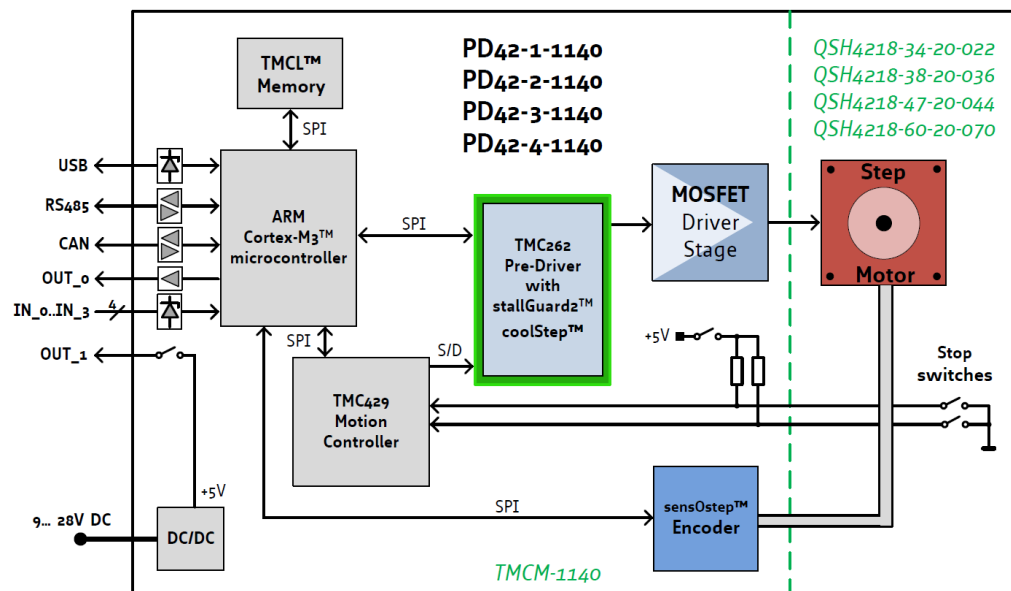 PD42-1-1140
PD42-2-1140
PD42-3-1140
PD42-4-1140
QSH4218-34-20-022
QSH4218-38-20-036
QSH4218-47-20-044
QSH4218-60-20-070
TMCL™
Memory
SPI
USB
RS485
CAN
OUT_0
IN_0..IN_3
4
OUT_1
ARM
Cortex-M3™
microcontroller
SPI
TMC262
Pre-Driver
with
stallGuard2™
coolStep™
MOSFET
Driver
Stage
Step
Motor
SPI
S/D
+5V
Stop
switches
TMC429
Motion
Controller
+5V
9... 28V DC
DC/DC
SPI
sensOstep™
Encoder
TMCM-1140